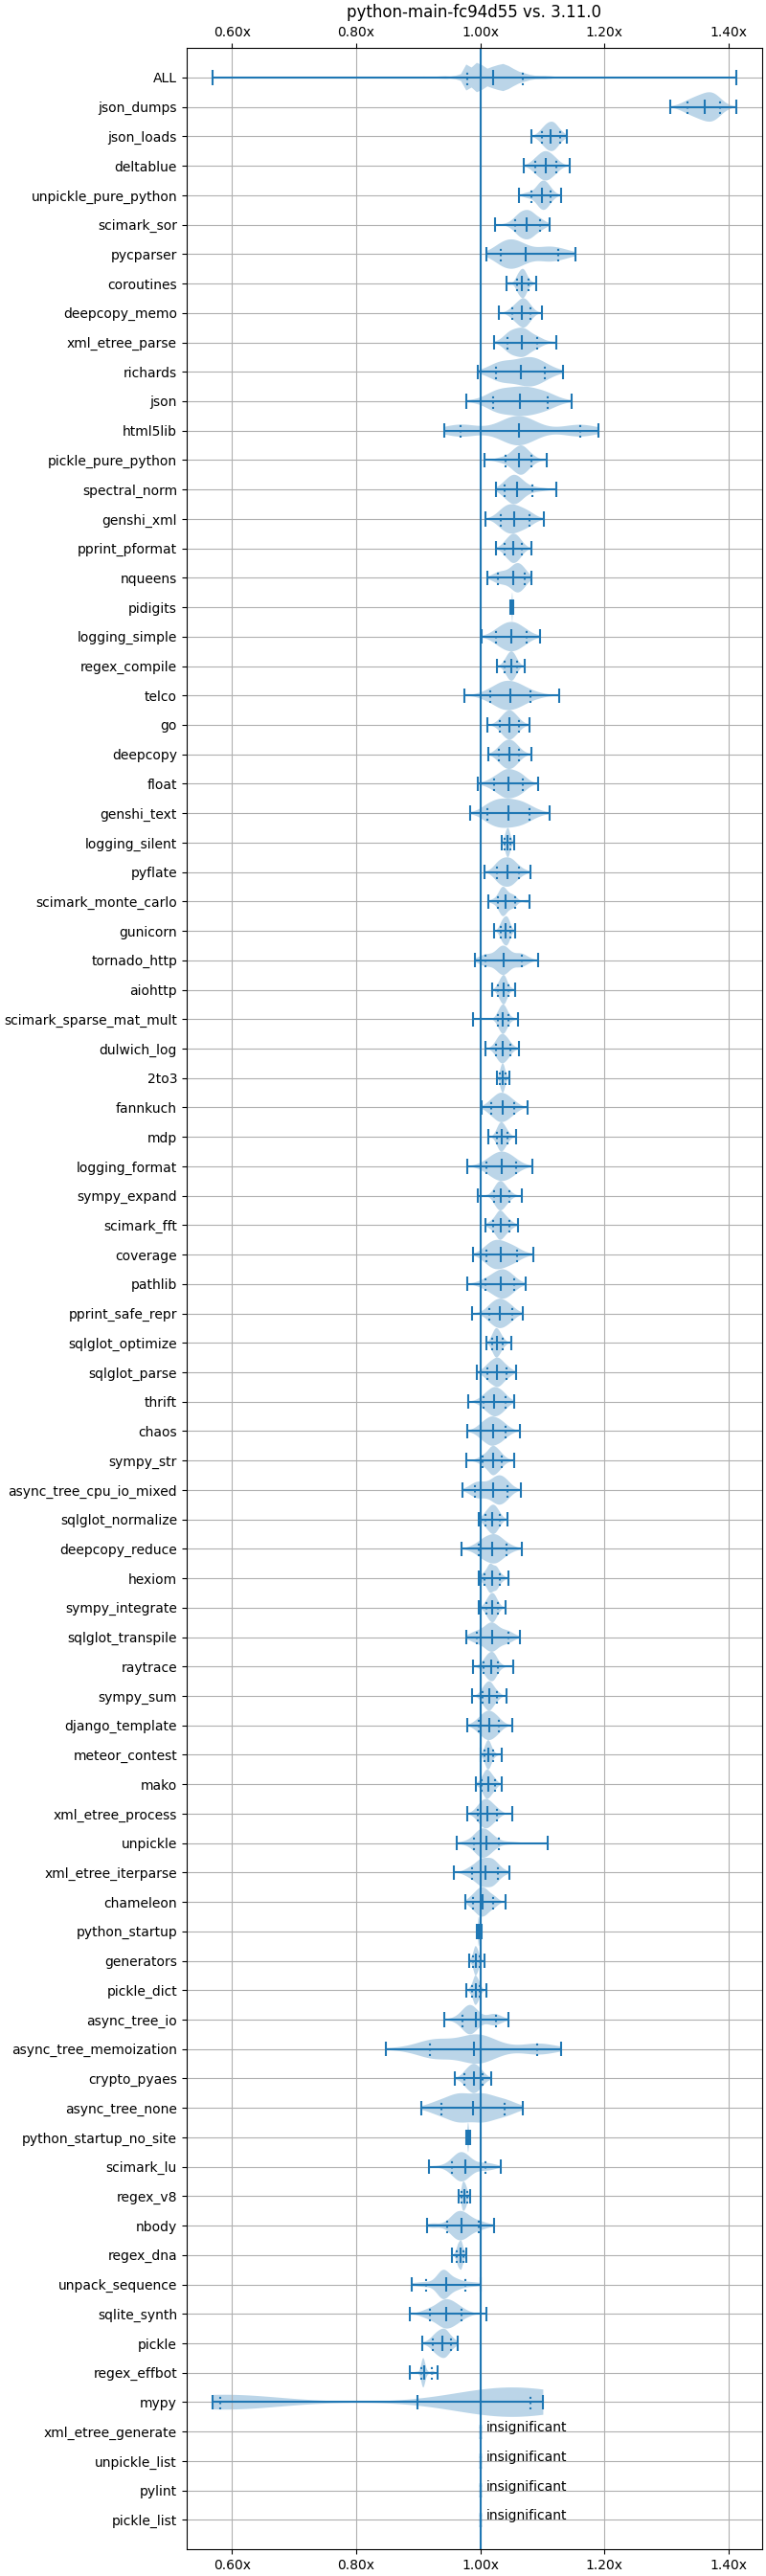 python-main-fc94d55 vs. 3.11.0
0.60x 0.80x 1.00x 1.20x 1.40x
ALL
json_dumps
json_loads
deltablue
unpickle_pure_python
scimark_sor
pycparser
coroutines
deepcopy_memo
xml_etree_parse
richards
json
html5lib
pickle_pure_python
spectral_norm
genshi_xml
pprint_pformat
nqueens
pidigits
logging_simple
regex_compile
telco
go
deepcopy
float
genshi_text
logging_silent
pyflate
scimark_monte_carlo
gunicorn
tornado_http
aiohttp
scimark_sparse_mat_mult
dulwich_log
2to3
fannkuch
mdp
logging_format
sympy_expand
scimark_fft
coverage
pathlib
pprint_safe_repr
sqlglot_optimize
sqlglot_parse
thrift
chaos
sympy_str
async_tree_cpu_io_mixed
sqlglot_normalize
deepcopy_reduce
hexiom
sympy_integrate
sqlglot_transpile
raytrace
sympy_sum
django_template
meteor_contest
mako
xml_etree_process
unpickle
xml_etree_iterparse
chameleon
python_startup
generators
pickle_dict
async_tree_io
async_tree_memoization
crypto_pyaes
async_tree_none
python_startup_no_site
scimark_lu
regex_v8
nbody
regex_dna
unpack_sequence
sqlite_synth
pickle
regex_effbot
mypy
xml_etree_generate insignificant
unpickle_list insignificant
pylint insignificant
pickle_list insignificant
0.60x 0.80x 1.00x 1.20x 1.40x